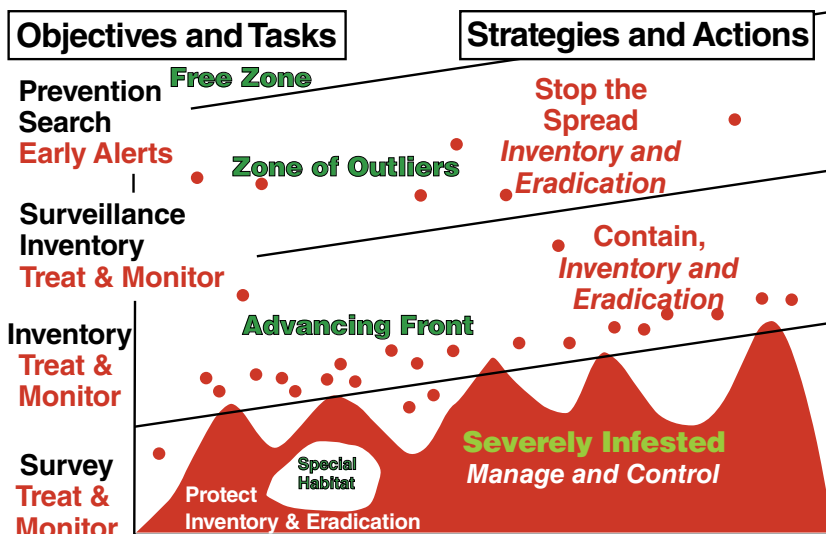 Objectives and Tasks
Strategies and Actions
Free Zone
Prevention
Search
Early Alerts
Stop the
Spread
Inventory and
Eradication
Zone of Outliers
Surveillance
Inventory
Treat & Monitor
Contain,
Inventory and
Eradication
Advancing Front
Inventory
Treat &
Monitor
Severely Infested
Manage and Control
Special
Habitat
Survey
Treat &
Monitor
Protect
Inventory & Eradication